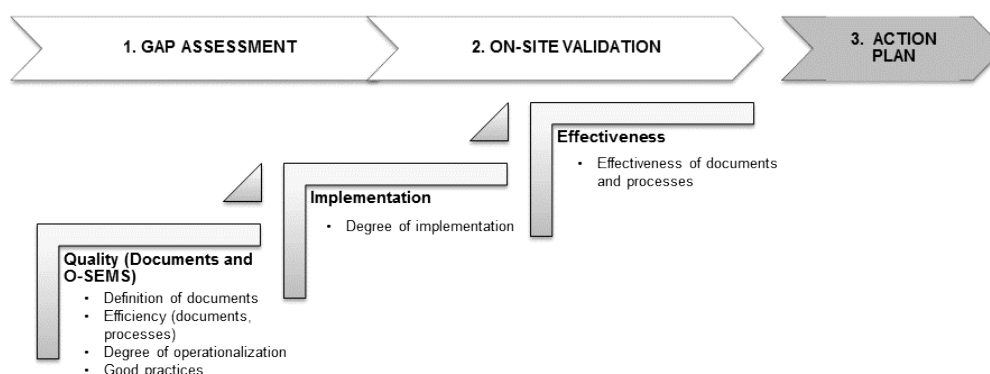 1. GAP ASSESSMENT
2. ON-SITE VALIDATION
3. ACTION
PLAN
Effectiveness
• Effectiveness of documents
and processes
Implementation
• Degree of implementation
Quality (Documents and
O-SEMS)
• Definition of documents
• Efficiency (documents,
processes)
• Degree of operationalization
• Good practices